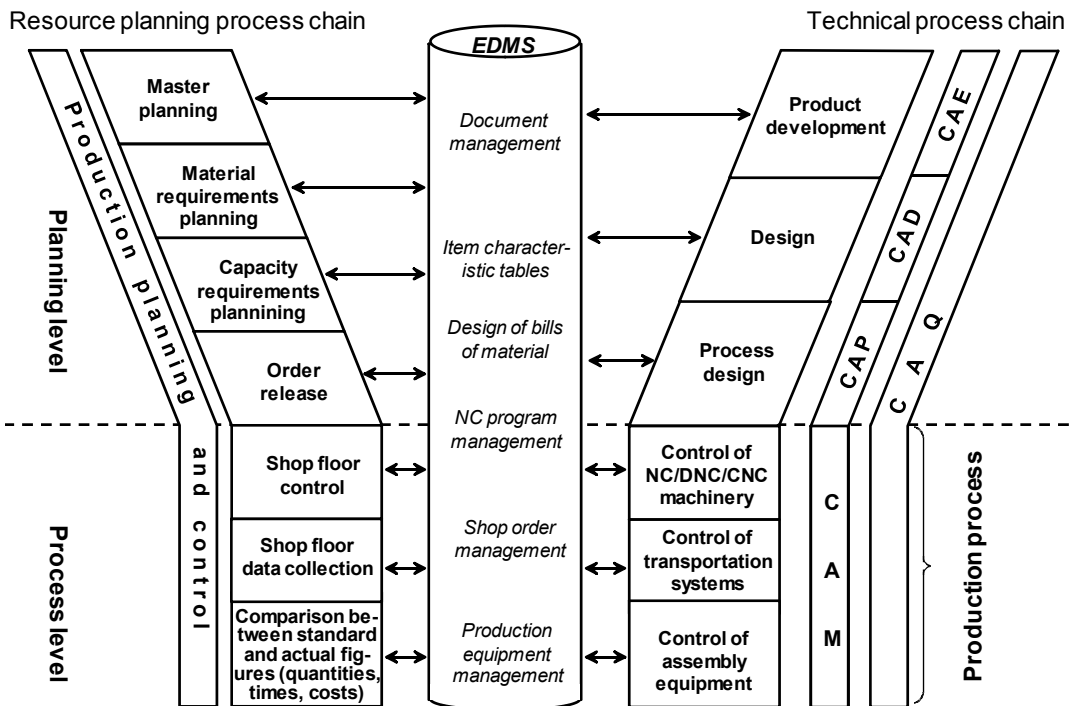 Resource planning process chain
Technical process chain
EDMS
Planning level
Process level
Production planning
and control
Master
planning
Material
requirements
planning
Capacity
requirements
plannining
Order
release
Shop floor
control
Shop floor
data collection
Comparison be-
tween standard
and actual fig-
ures (quantities,
times, costs)
Document
management
Item character-
istic tables
Design of bills
of material
NC program
management
Shop order
management
Production
equipment
management
Product
development
Design
Process
design
Control of
NC/DNC/CNC
machinery
Control of
transportation
systems
Control of
assembly
equipment
CAE
CAD
CAP
CAM
CAQ
Production process